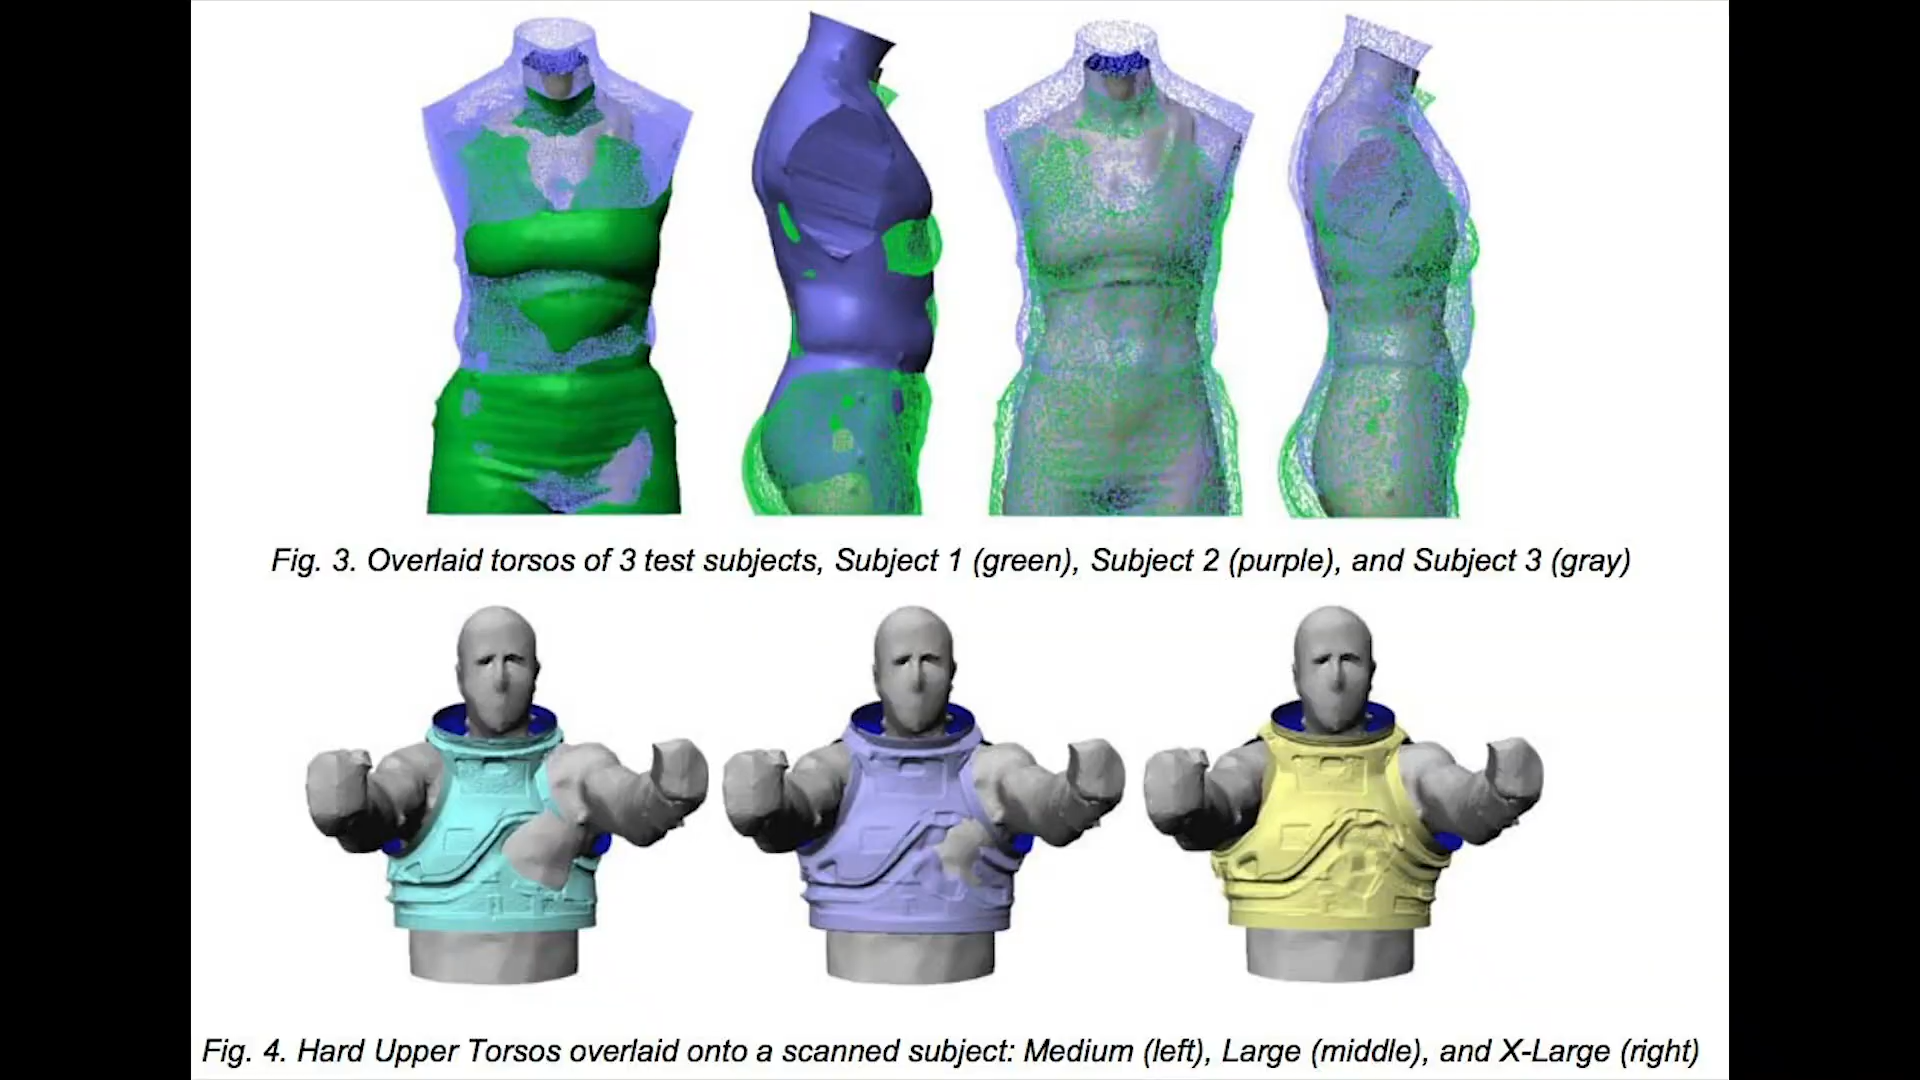 Fig. 3. Overlaid torsos of 3 test subjects, Subject 1 (green), Subject 2 (purple), and Subject 3 (gray)
Fig. 4. Hard Upper Torsos overlaid onto a scanned subject: Medium (left), Large (middle), and X-Large (right)